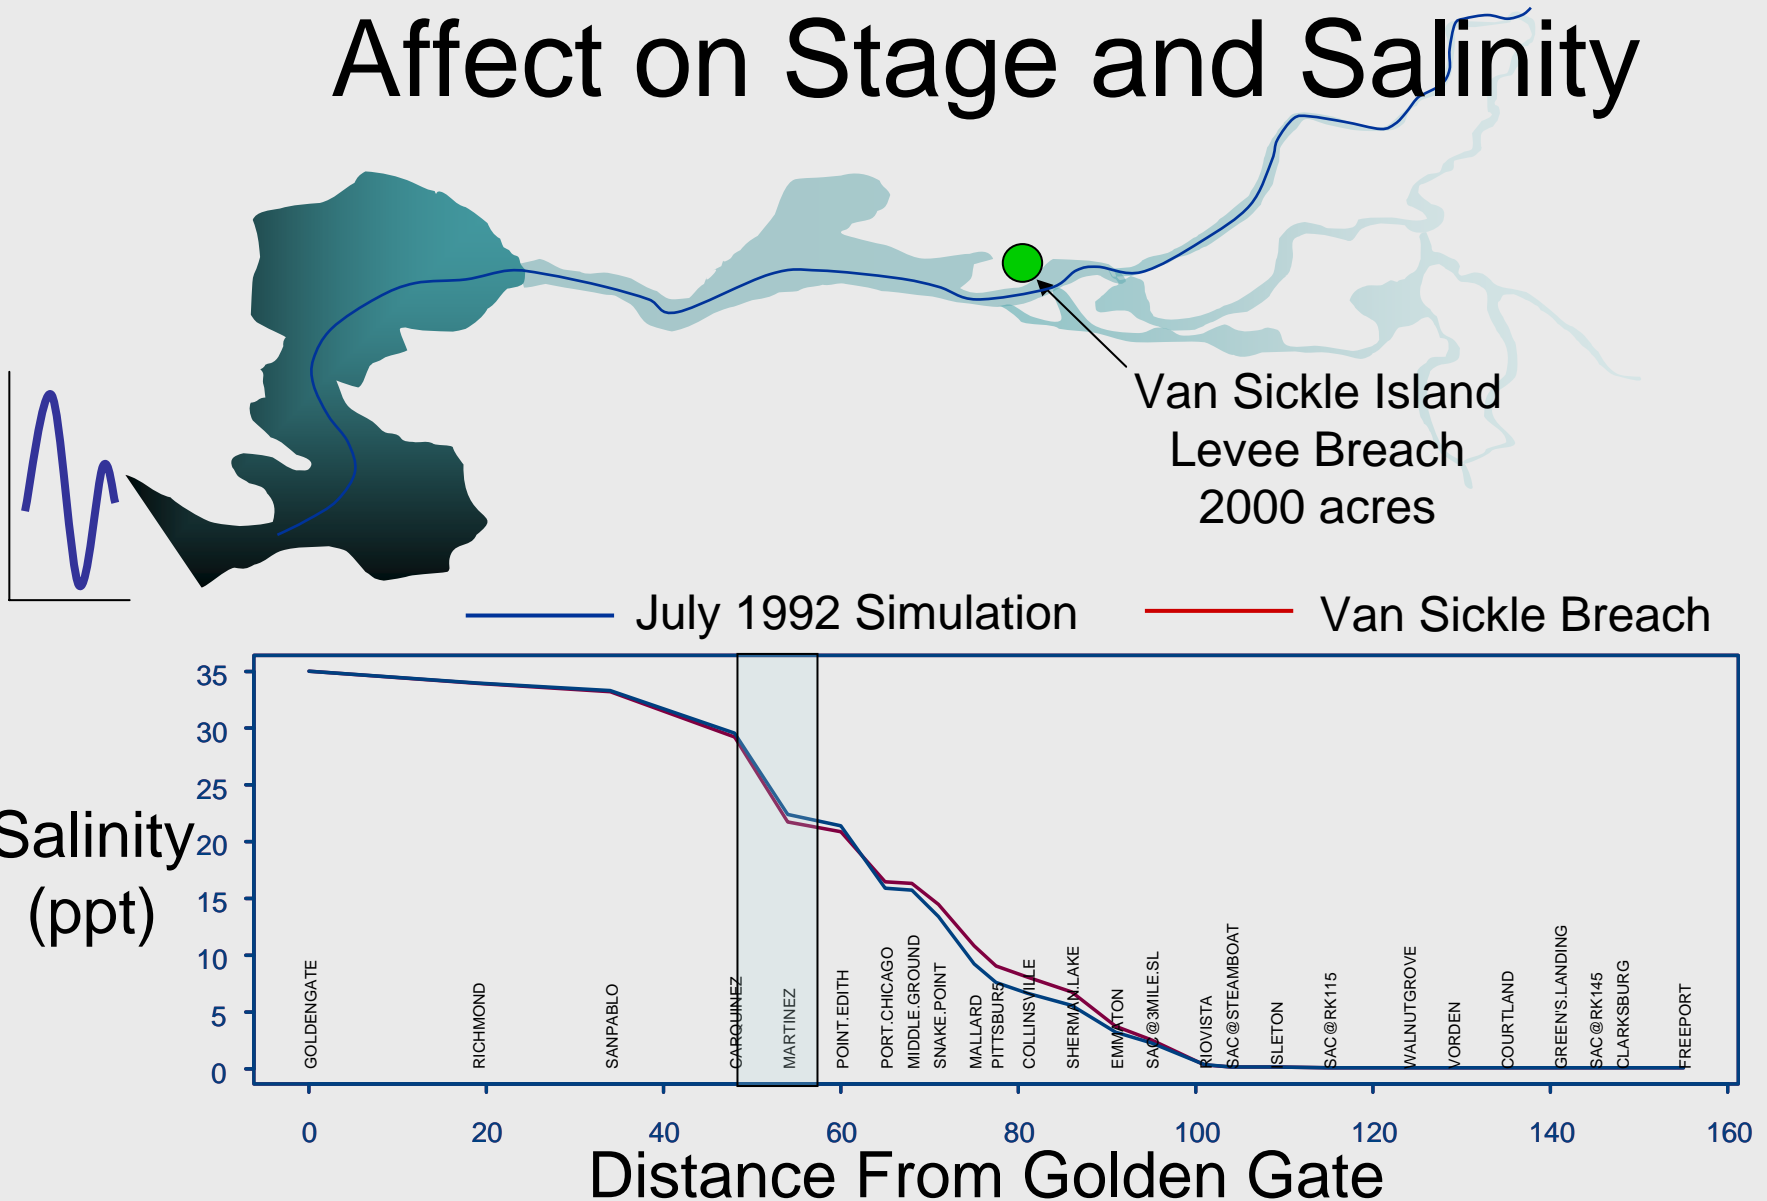 Affect on Stage and Salinity
Van Sickle Island
Levee Breach
2000 acres
July 1992 Simulation
Van Sickle Breach
35
30
25
20
15
10
5
0
Salinity
(ppt)
GOLDENGATE
RICHMOND
SANPABLO
CARQUINEZ
MARTINEZ
POINT.EDITH
PORT.CHICAGO
MIDDLE.GROUND
SNAKE.POINT
MALLARD
PITTSBUR5
COLLINSVILLE
SHERMAN.LAKE
EMMATON
SAC@3MILE.SL
RIOVISTA
SAC@STEAMBOAT
ISLETON
SAC@RK115
WALNUTGROVE
VORDEN
COURTLAND
GREEN'S.LANDING
SAC@RK145
CLARKSBURG
FREEPORT
0 20 40 60 80 100 120 140 160
Distance From Golden Gate